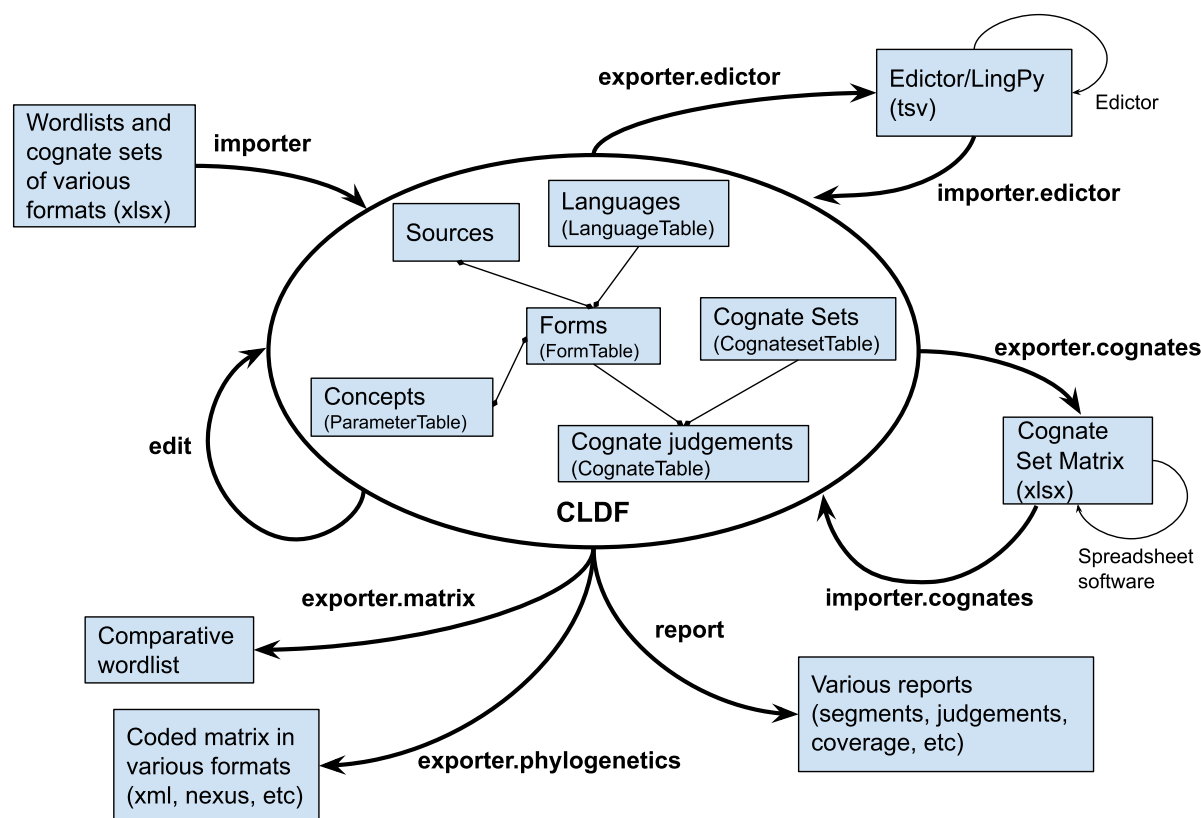 exporter.edictor
Edictor/LingPy
(tsv)
Edictor
Wordlists and
cognate sets
of various
formats (xlsx)
importer
importer.edictor
Languages
(LanguageTable)
Sources
Forms
(FormTable)
Cognate Sets
(CognatesetTable)
exporter.cognates
Concepts
(ParameterTable)
edit
Cognate judgements
(CognateTable)
Cognate
Set Matrix
(xlsx)
CLDF
Spreadsheet
software
exporter.matrix
importer.cognates
report
Comparative
wordlist
Various reports
(segments, judgements,
coverage, etc)
Coded matrix in
various formats
(xml, nexus, etc)
exporter.phylogenetics